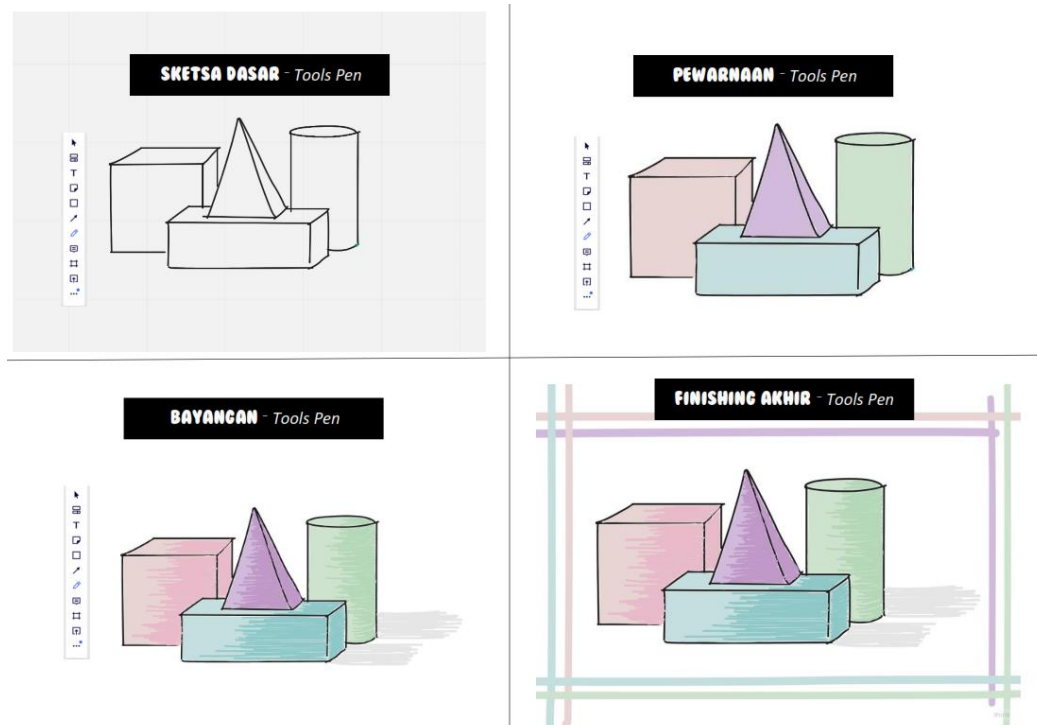 SKETSA DASAR - Tools Pen
PEWARNAAN - Tools Pen
BAYANGAN - Tools Pen
FINISHING AKHIR - Tools Pen